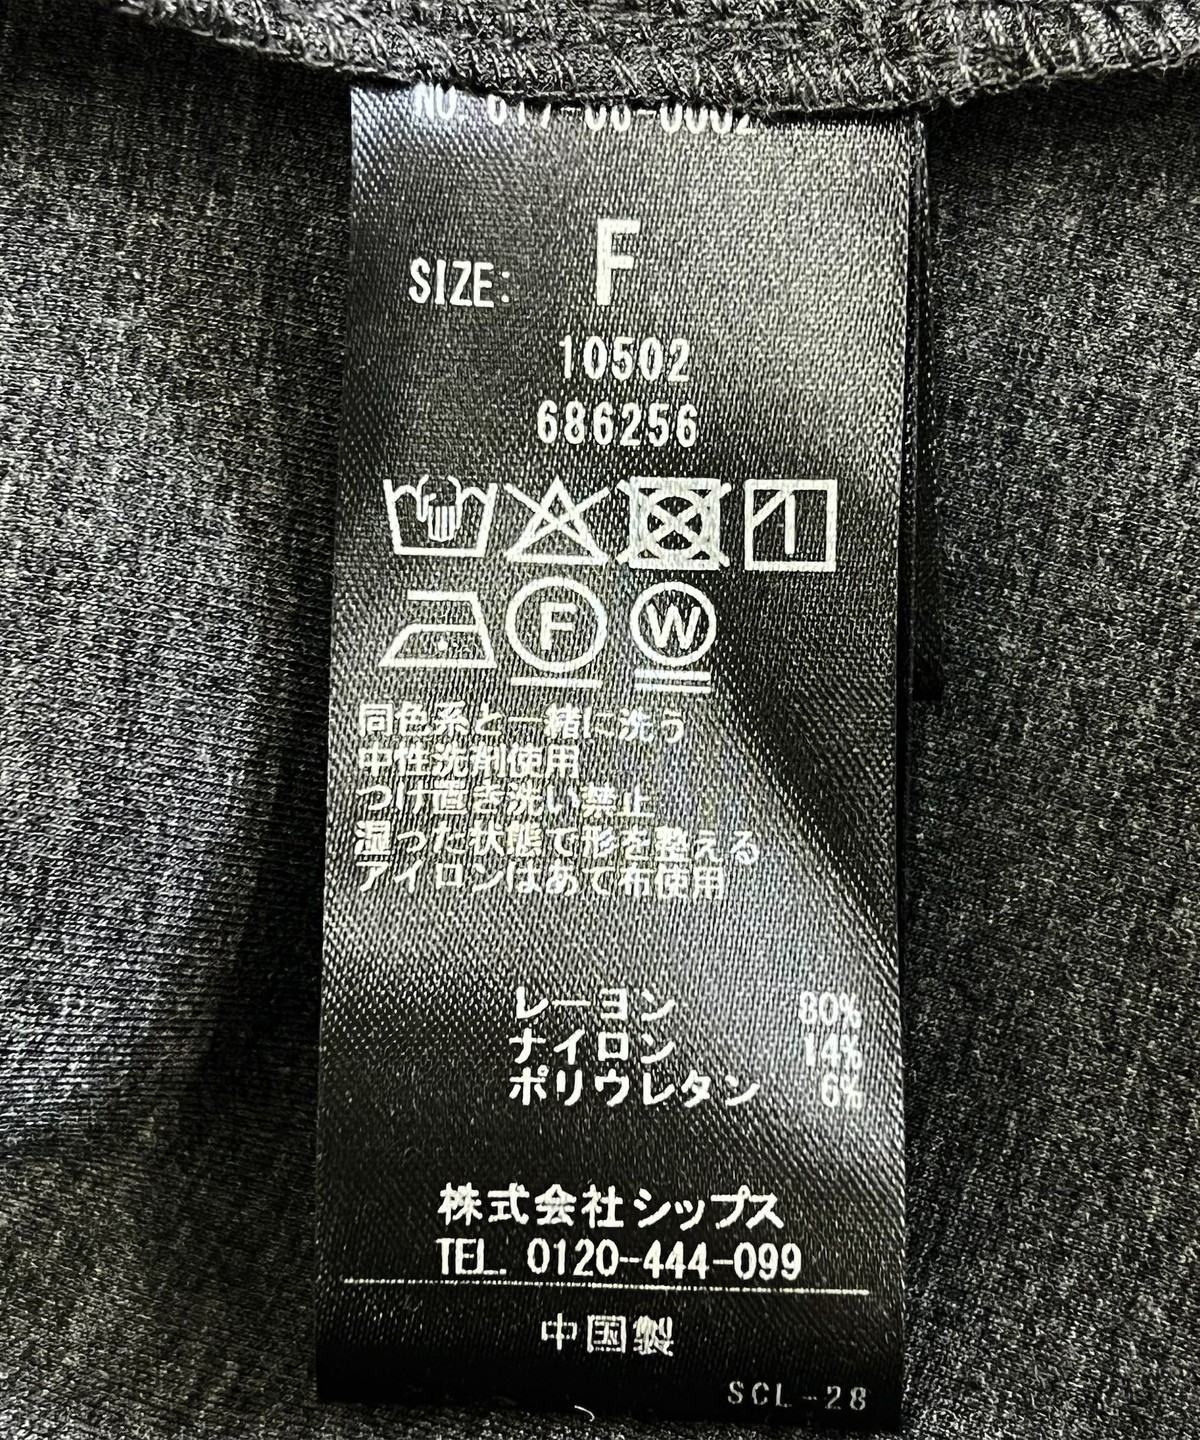 SIZE: F
10502
686256
F W
同色系と一緒に洗う
中性洗剤使用
つけ置き洗い禁止
湿った状態で形を整える
アイロンはあて布使用
レーヨン 80%
ナイロン 14%
ポリウレタン 6%
株式会社シップス
TEL. 0120-444-099
中国製
SCL-28